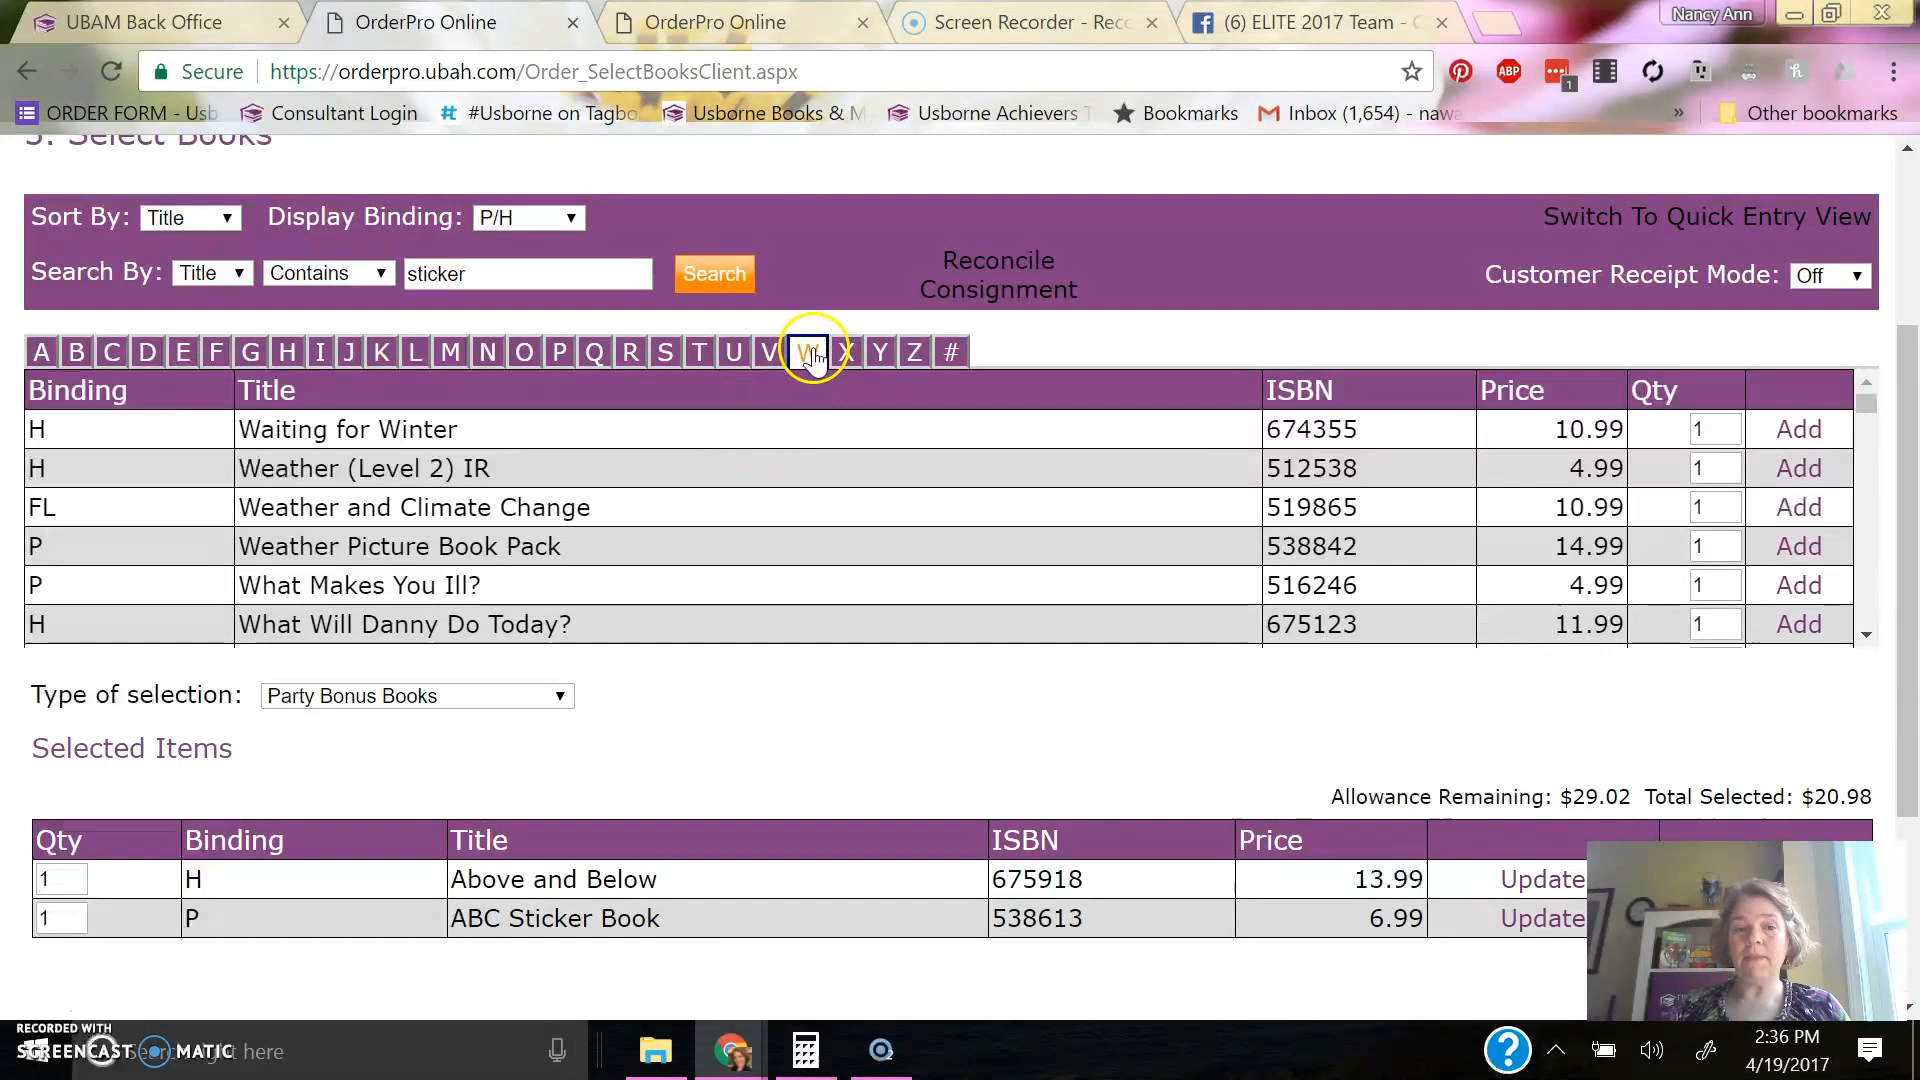 UBAM Back Office
OrderPro Online
OrderPro Online
Screen Recorder - Rec
(6) ELITE 2017 Team -
Nancy Ann
Secure https://orderpro.ubah.com/Order_SelectBooksClient.aspx
ABP
1
ORDER FORM - Usb
Consultant Login
#Usborne on Tagbo
Usborne Books & M
Usborne Achievers T
Bookmarks
Inbox (1,654) - nawa
» Other bookmarks
3. Select Books
Sort By: Title Display Binding: P/H Switch To Quick Entry View
Search By: Title Contains sticker Search Reconcile Consignment Customer Receipt Mode: Off
A B C D E F G H I J K L M N O P Q R S T U V W X Y Z #
Binding Title ISBN Price Qty
H Waiting for Winter 674355 10.99 1 Add
H Weather (Level 2) IR 512538 4.99 1 Add
FL Weather and Climate Change 519865 10.99 1 Add
P Weather Picture Book Pack 538842 14.99 1 Add
P What Makes You Ill? 516246 4.99 1 Add
H What Will Danny Do Today? 675123 11.99 1 Add
Type of selection: Party Bonus Books
Selected Items
Allowance Remaining: $29.02 Total Selected: $20.98
Qty Binding Title ISBN Price
1 H Above and Below 675918 13.99 Update
1 P ABC Sticker Book 538613 6.99 Update
RECORDED WITH
SCREENCAST MATIC
ht here
2:36 PM
4/19/2017